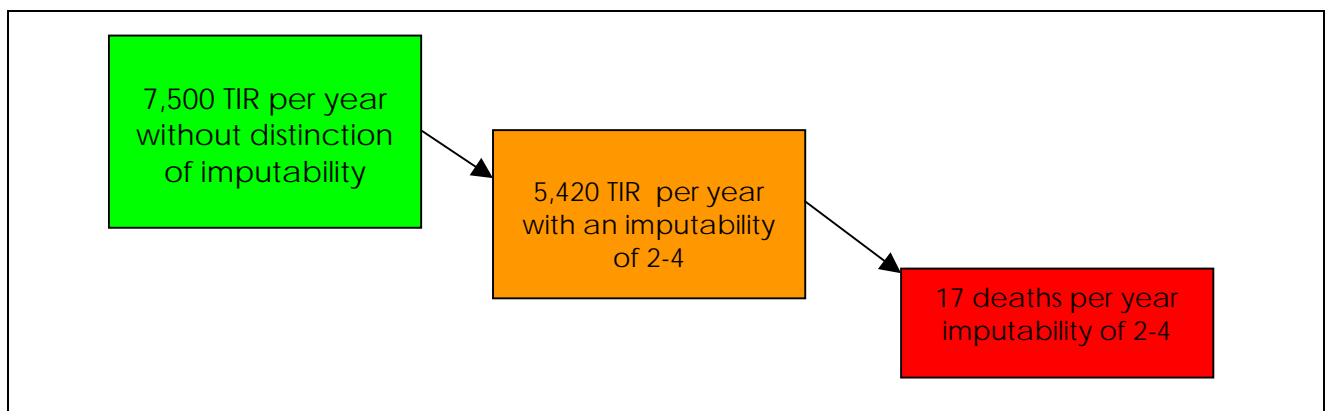 7,500 TIR per year
without distinction
of imputability
5,420 TIR per year
with an imputability
of 2-4
17 deaths per year
imputability of 2-4